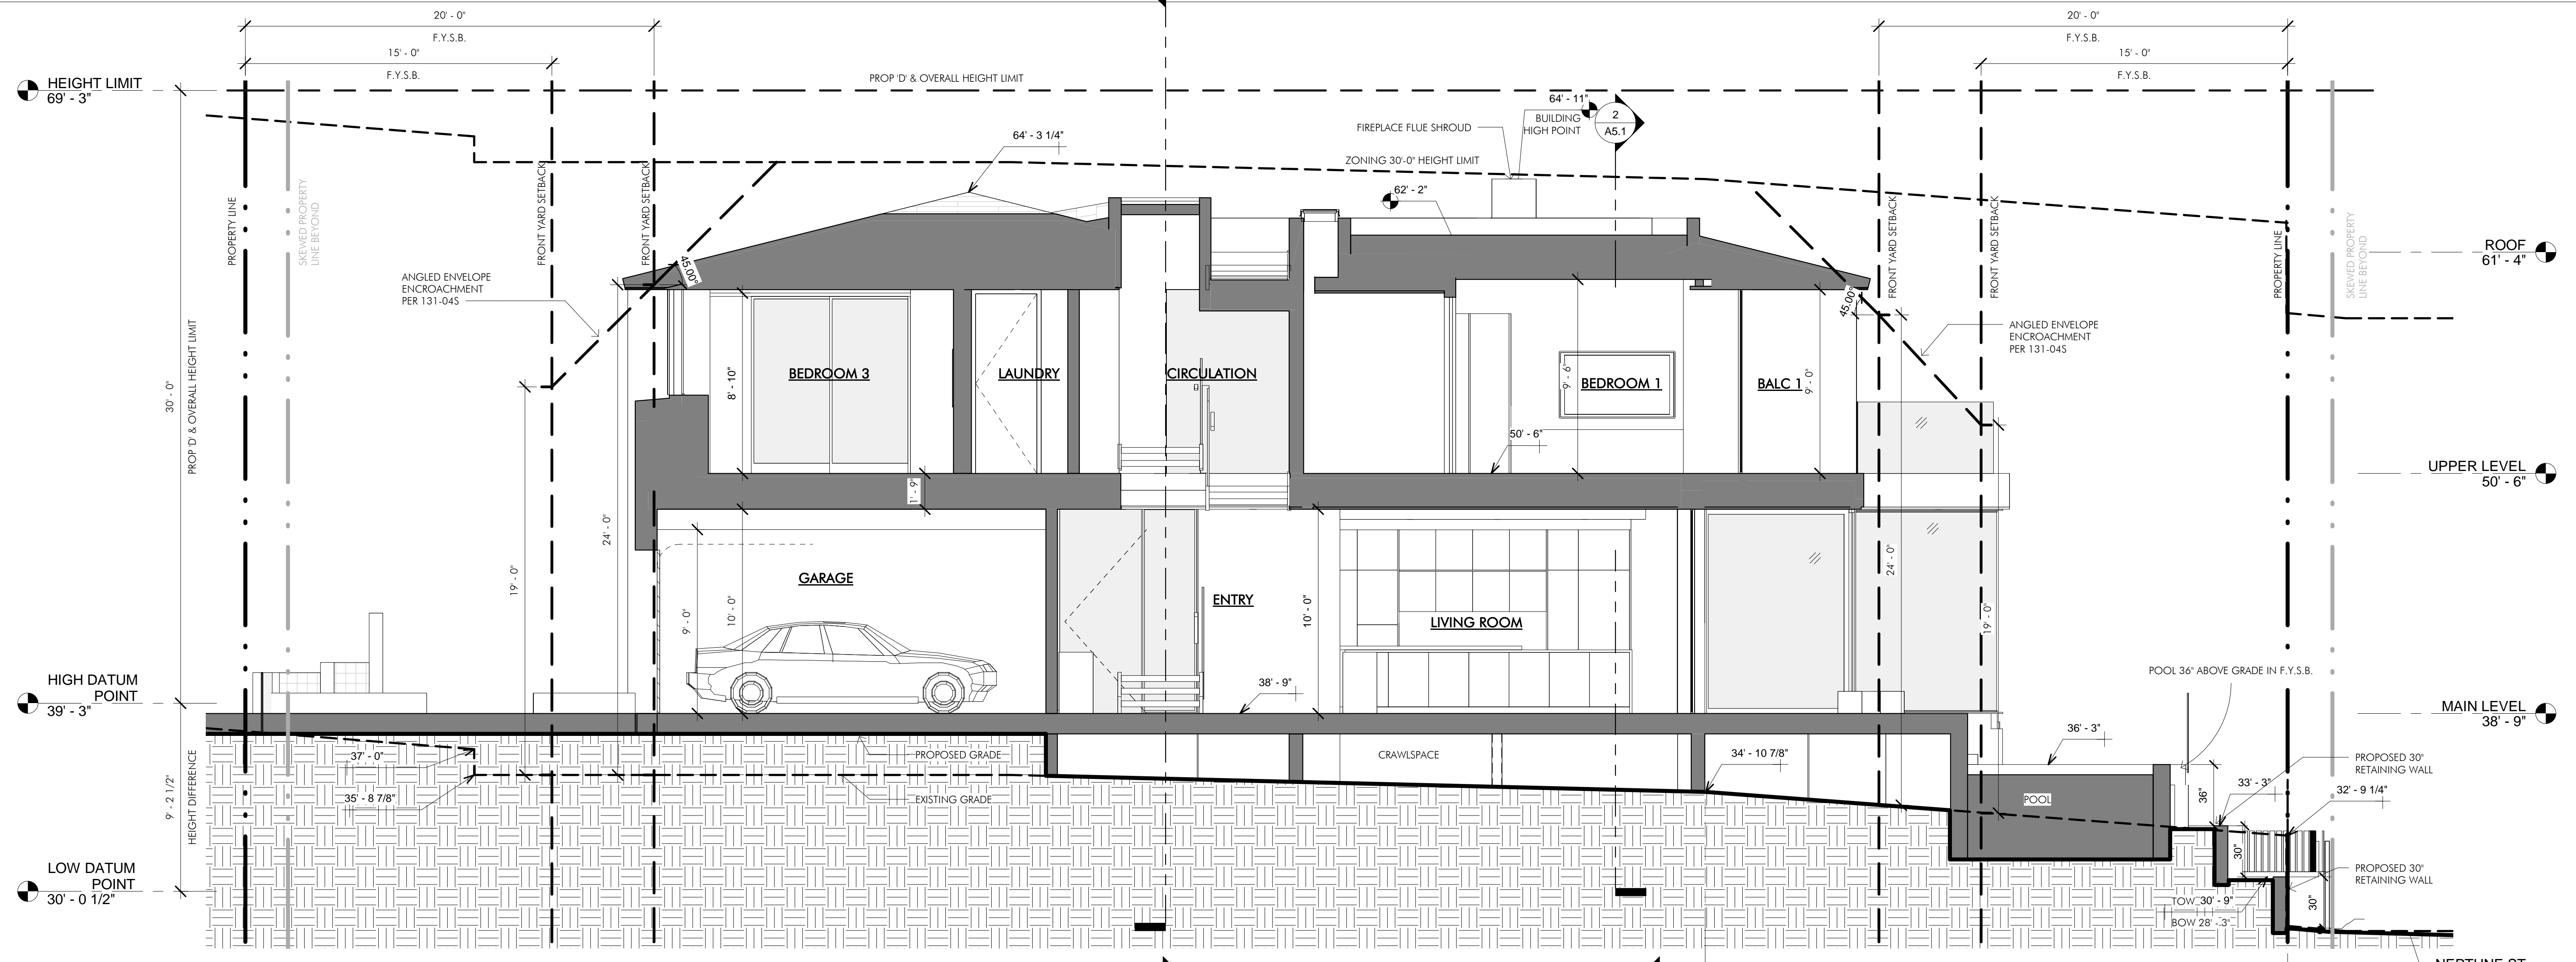 20' - 0"
F.Y.S.B.
15' - 0"
F.Y.S.B.
20' - 0"
F.Y.S.B.
15' - 0"
F.Y.S.B.
HEIGHT LIMIT
69' - 3"
PROP 'D' & OVERALL HEIGHT LIMIT
64' - 11"
BUILDING
HIGH POINT
2
A5.1
FIREPLACE FLUE SHROUD
64' - 3 1/4"
ZONING 30'-0" HEIGHT LIMIT
62' - 2"
PROPERTY LINE
SKEWED PROPERTY
LINE BEYOND
FRONT YARD SETBACK
FRONT YARD SETBACK
FRONT YARD SETBACK
FRONT YARD SETBACK
PROPERTY LINE
SKEWED PROPERTY
LINE BEYOND
ROOF
61' - 4"
45.00°
ANGLED ENVELOPE
ENCROACHMENT
PER 131-04S
45.00°
ANGLED ENVELOPE
ENCROACHMENT
PER 131-04S
30' - 0"
PROP 'D' & OVERALL HEIGHT LIMIT
8' - 10"
BEDROOM 3
LAUNDRY
CIRCULATION
9' - 6"
BEDROOM 1
BALC 1
9' - 0"
50' - 6"
UPPER LEVEL
50' - 6"
1' - 9"
19' - 0"
24' - 0"
9' - 0"
10' - 0"
GARAGE
ENTRY
10' - 0"
LIVING ROOM
24' - 0"
19' - 0"
HIGH DATUM
POINT
39' - 3"
38' - 9"
POOL 36" ABOVE GRADE IN F.Y.S.B.
MAIN LEVEL
38' - 9"
36' - 3"
37' - 0"
PROPOSED GRADE
CRAWLSPACE
34' - 10 7/8"
PROPOSED 30"
RETAINING WALL
33' - 3"
32' - 9 1/4"
35' - 8 7/8"
EXISTING GRADE
POOL
36"
9' - 2 1/2"
HEIGHT DIFFERENCE
30"
PROPOSED 30"
RETAINING WALL
LOW DATUM
POINT
30' - 0 1/2"
TOW 30' - 9"
BOW 28' - 3"
30"
NEPTUNE ST